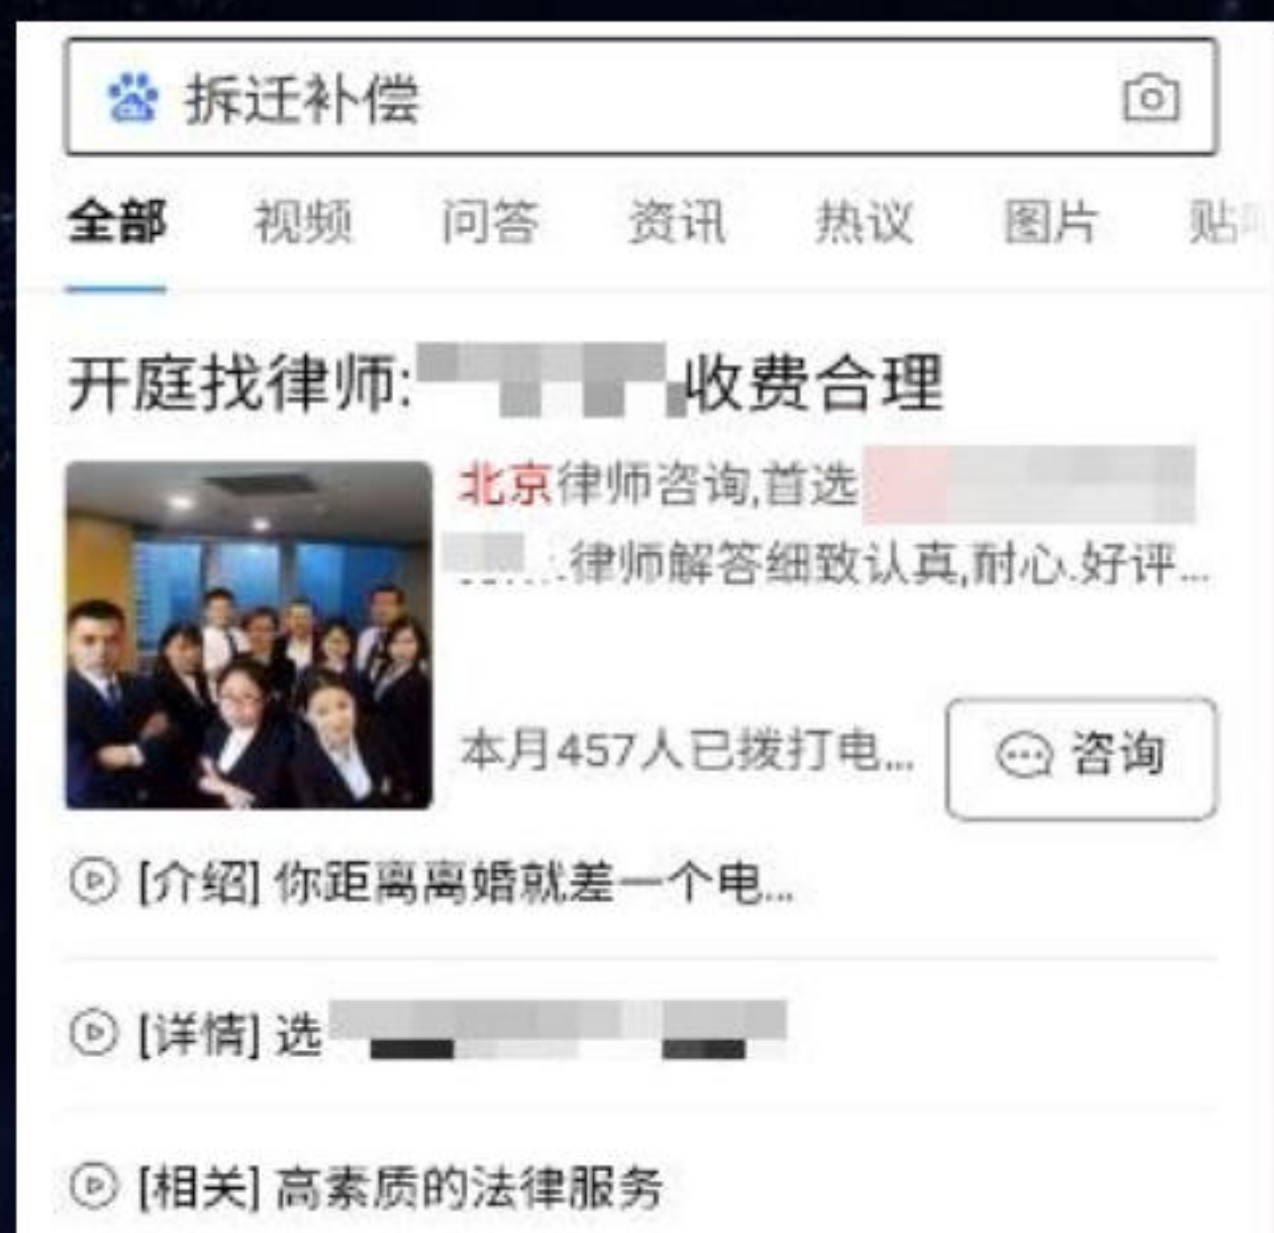 拆迁补偿
全部 视频 问答 资讯 热议 图片 贴
开庭找律师: 收费合理
北京律师咨询,首选
律师解答细致认真,耐心.好评...
本月457人已拨打电... 咨询
[介绍] 你距离离婚就差一个电...
[详情] 选
[相关] 高素质的法律服务